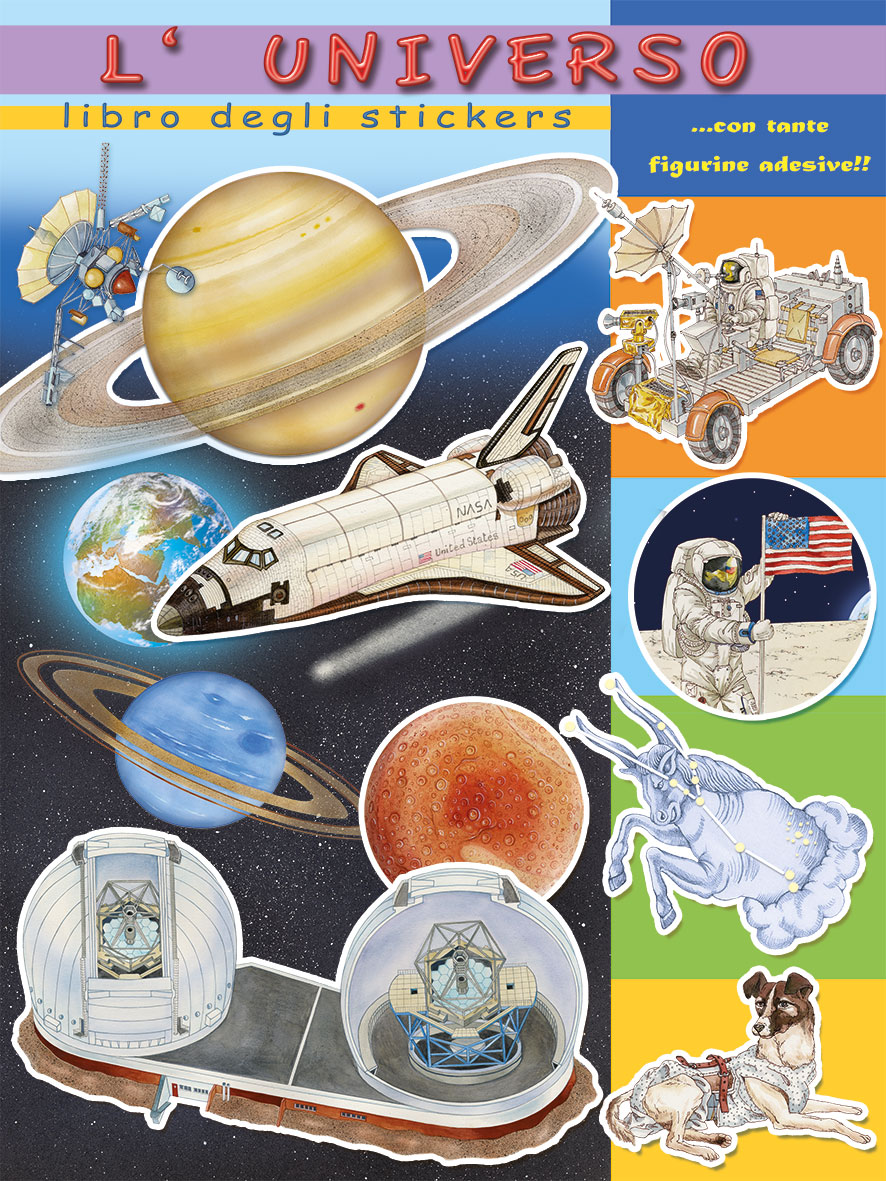 L' UNIVERSO
libro degli stickers
...con tante
figurine adesive!!
NASA
United States